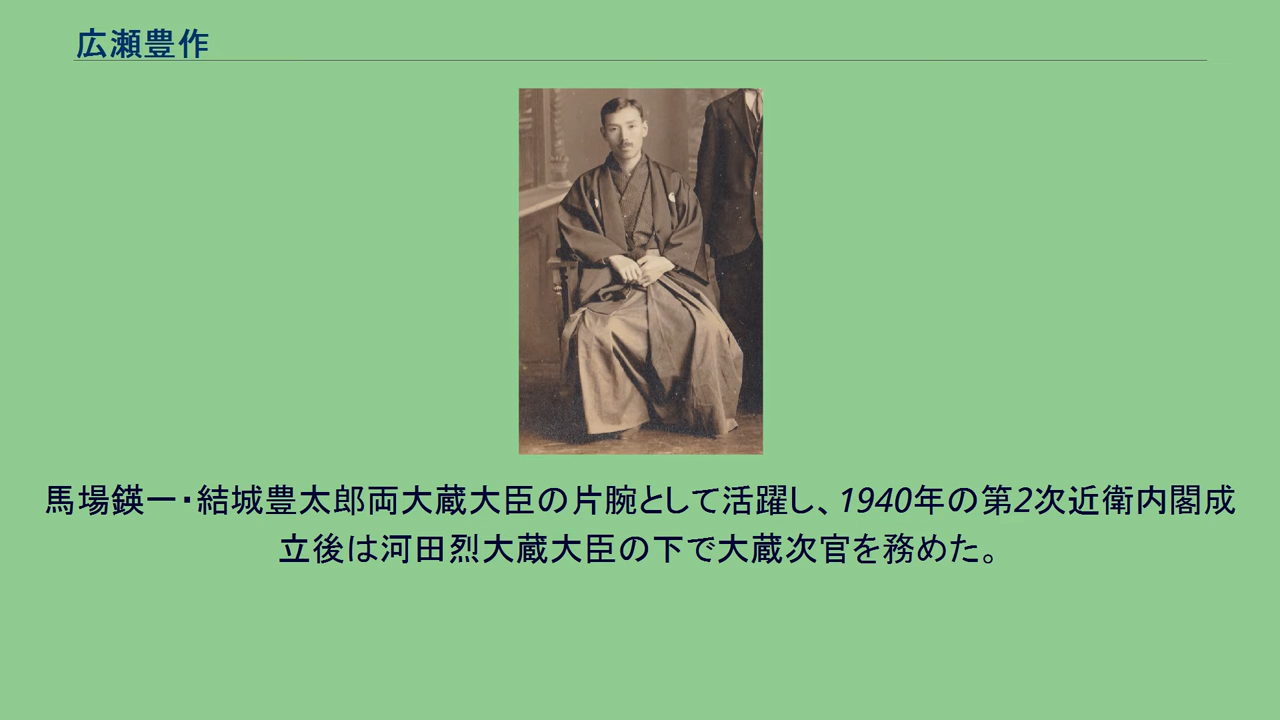 広瀬豊作
馬場鍈一・結城豊太郎両大蔵大臣の片腕として活躍し、1940年の第2次近衛内閣成
立後は河田烈大蔵大臣の下で大蔵次官を務めた。